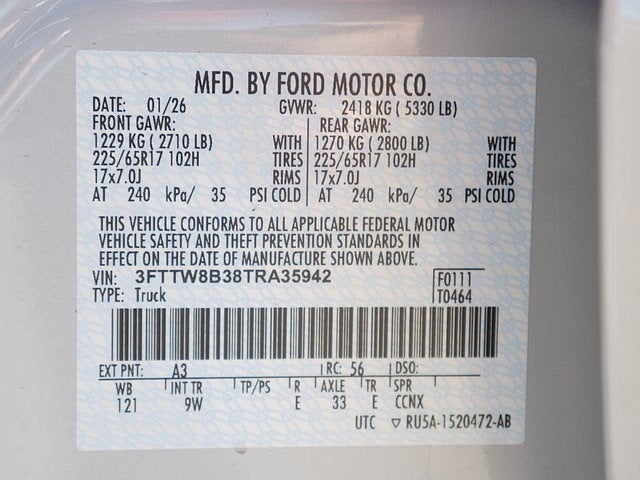 MFD. BY FORD MOTOR CO.
DATE: 01/26 GVWR: 2418 KG ( 5330 LB)
FRONT GAWR: REAR GAWR:
1229 KG ( 2710 LB) WITH 1270 KG ( 2800 LB) WITH
225/65R17 102H TIRES 225/65R17 102H TIRES
17x7.0J RIMS 17x7.0J RIMS
AT 240 kPa/ 35 PSI COLD AT 240 kPa/ 35 PSI COLD
THIS VEHICLE CONFORMS TO ALL APPLICABLE FEDERAL MOTOR
VEHICLE SAFETY AND THEFT PREVENTION STANDARDS IN
EFFECT ON THE DATE OF MANUFACTURE SHOWN ABOVE.
VIN: 3FTTW8B38TRA35942 F0111
TYPE: Truck T0464
EXT PNT: A3 RC: 56 DSO:
WB INT TR TP/PS R AXLE TR SPR
121 9W E 33 E CCNX
UTC ▽ RU5A-1520472-AB